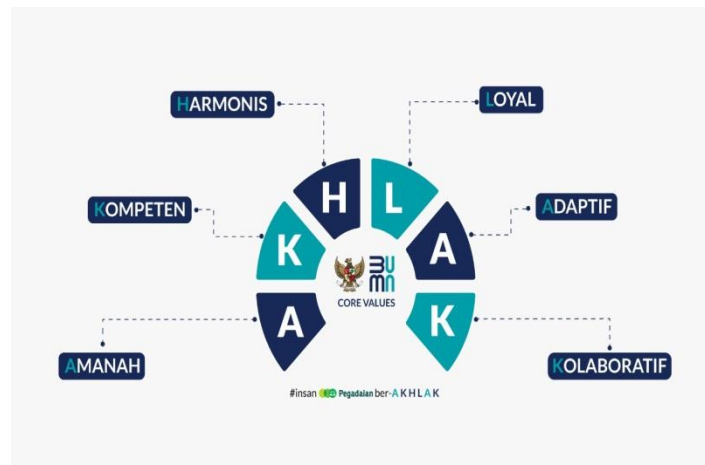 HARMONIS
LOYAL
KOMPETEN
ADAPTIF
AMANAH
KOLABORATIF
A
K
H
L
A
K
BUMN
CORE VALUES
#insan Pegadaian ber-AKHLAK